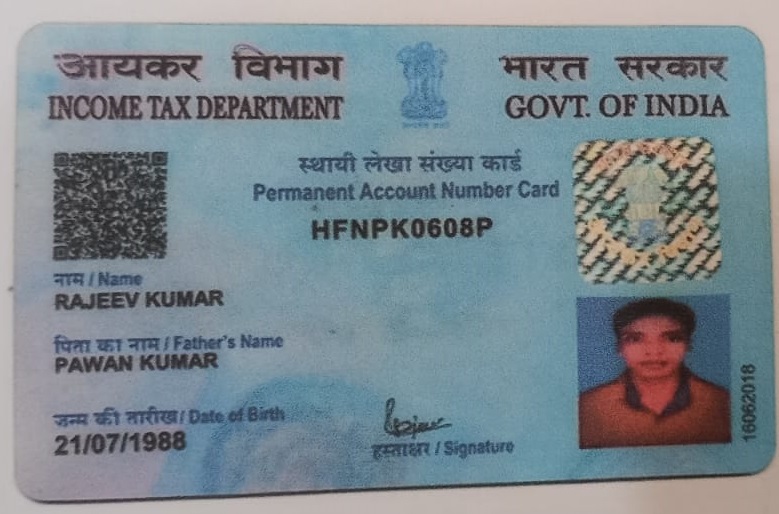 आयकर विभाग
INCOME TAX DEPARTMENT
भारत सरकार
GOVT. OF INDIA
स्थायी लेखा संख्या कार्ड
Permanent Account Number Card
HFNPK0608P
नाम / Name
RAJEEV KUMAR
पिता का नाम / Father's Name
PAWAN KUMAR
जन्म की तारीख / Date of Birth
21/07/1988
हस्ताक्षर / Signature
16062018